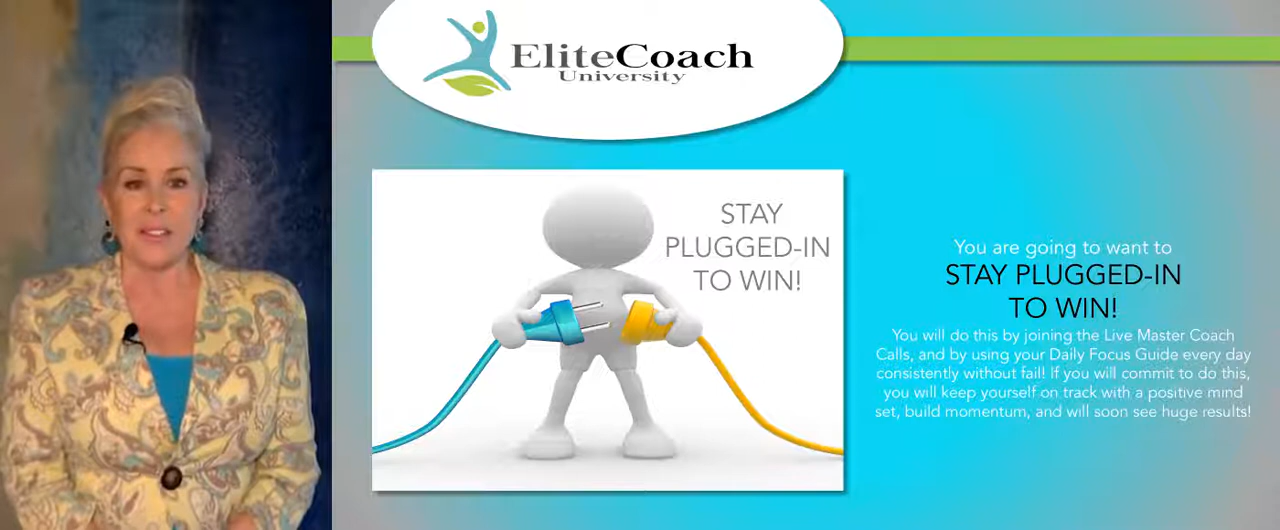 EliteCoach
University
STAY
PLUGGED-IN
TO WIN!
You are going to want to
STAY PLUGGED-IN
TO WIN!
You will do this by joining the Live Master Coach
Calls, and by using your Daily Focus Guide every day
consistently without fail! If you will commit to do this,
you will keep yourself on track with a positive mind
set, build momentum, and will soon see huge results!